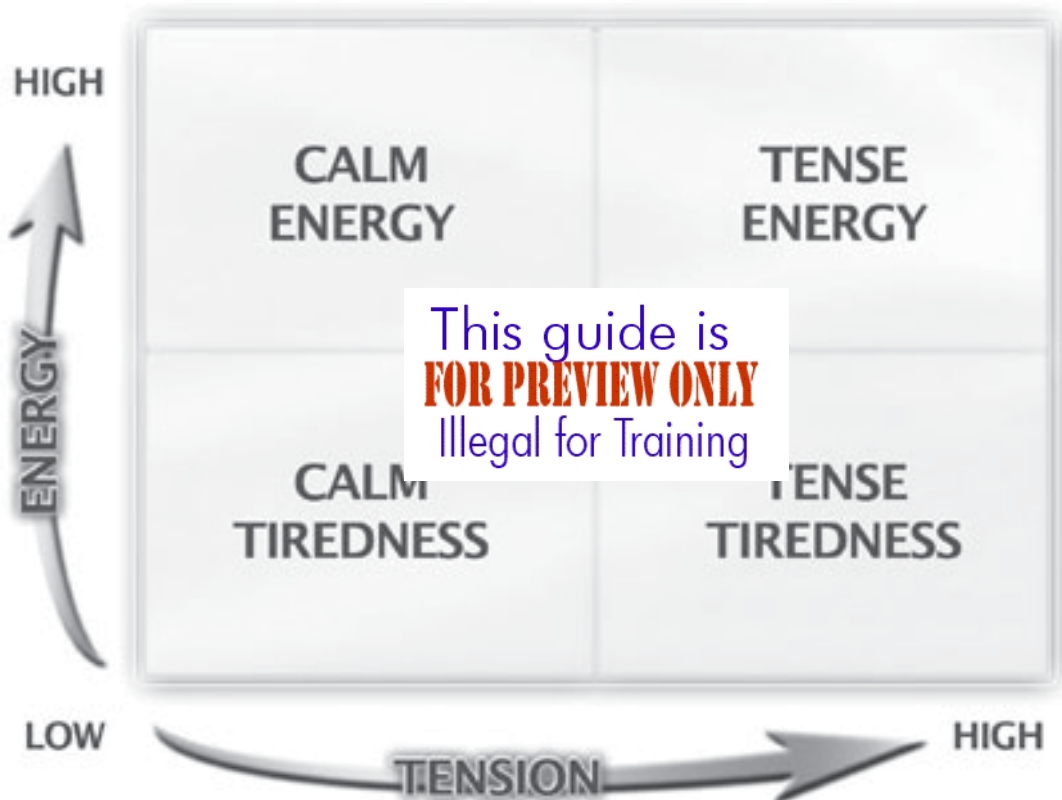 HIGH
CALM
ENERGY
TENSE
ENERGY
This guide is
FOR PREVIEW ONLY
Illegal for Training
ENERGY
CALM
TIREDNESS
TENSE
TIREDNESS
LOW
TENSION
HIGH